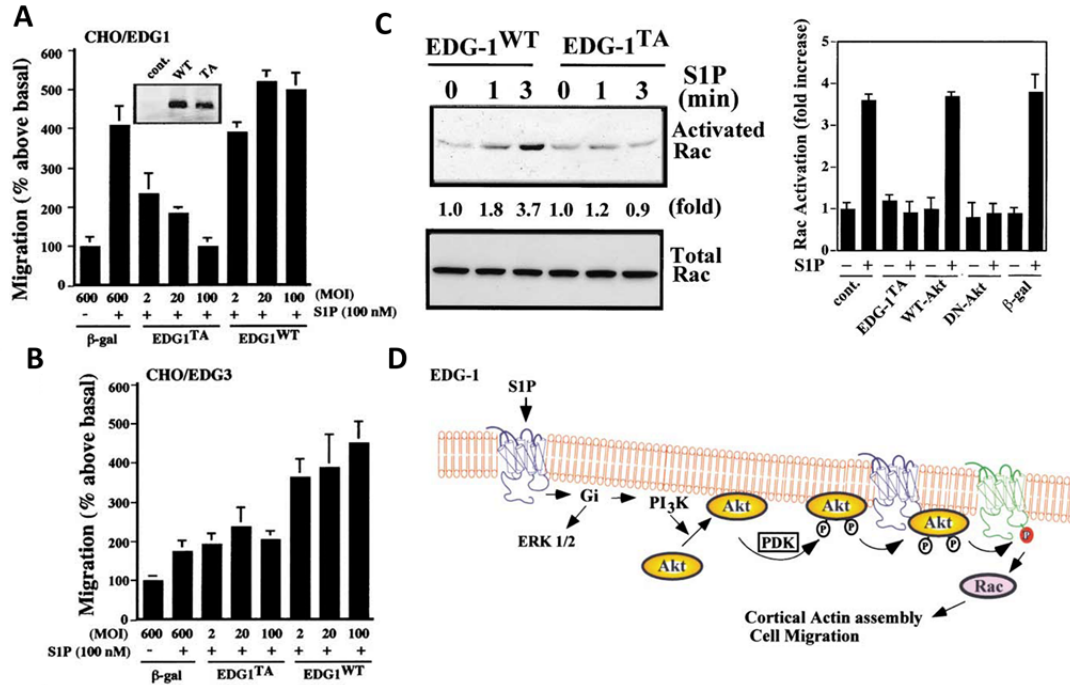 A
CHO/EDG1
Migration (% above basal)
600
500
400
300
200
100
0
cont. WT TA
600 600 2 20 100 2 20 100 (MOI)
- + + + + + + + S1P (100 nM)
β-gal EDG1TA EDG1WT
B
CHO/EDG3
Migration (% above basal)
600
500
400
300
200
100
0
(MOI) 600 600 2 20 100 2 20 100
S1P (100 nM) - + + + + + + +
β-gal EDG1TA EDG1WT
C
EDG-1WT EDG-1TA
0 1 3 0 1 3 S1P (min)
Activated Rac
1.0 1.8 3.7 1.0 1.2 0.9 (fold)
Total Rac
Rac Activation (fold increase)
5
4
3
2
1
0
S1P − + − + − + − + − +
cont. EDG-1TA WT-Akt DN-Akt β-gal
D
EDG-1
S1P
Gi
PI3K
ERK 1/2
Akt
Akt
PDK
Akt
P P
Akt
P P
P
Rac
Cortical Actin assembly
Cell Migration